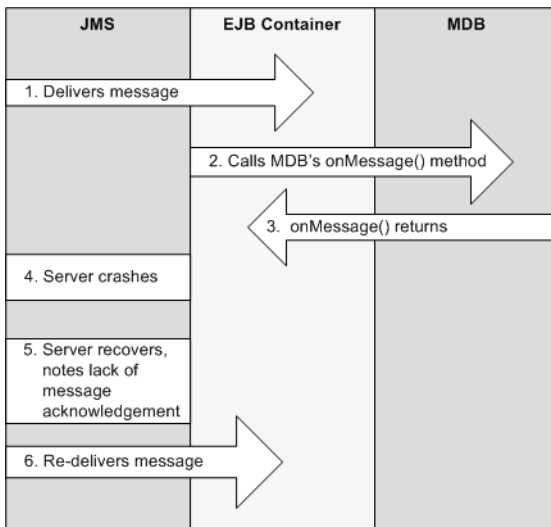 JMS EJB Container MDB
1. Delivers message
2. Calls MDB's onMessage() method
3. onMessage() returns
4. Server crashes
5. Server recovers,
notes lack of
message
acknowledgement
6. Re-delivers message